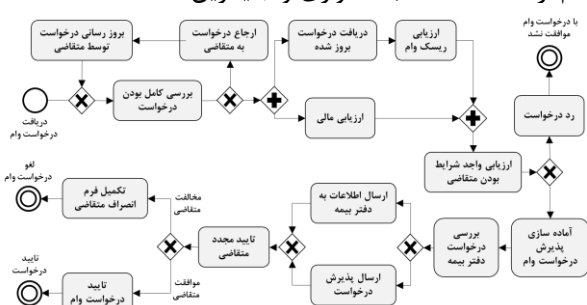 بروز رسانی درخواست
توسط متقاضی
ارجاع درخواست
به متقاضی
دریافت درخواست
بروز شده
ارزیابی
ریسک وام
با درخواست وام
موافقت نشد
دریافت
درخواست وام
بررسی کامل بودن
درخواست
ارزیابی مالی
رد درخواست
ارزیابی واجد شرایط
بودن متقاضی
لغو
درخواست وام
تکمیل فرم
انصراف متقاضی
مخالفت
متقاضی
ارسال اطلاعات به
دفتر بیمه
تایید مجدد
متقاضی
بررسی
درخواست
دفتر بیمه
آماده سازی
پذیرش
درخواست وام
تایید
درخواست
تایید
درخواست وام
موافقت
متقاضی
ارسال پذیرش
درخواست